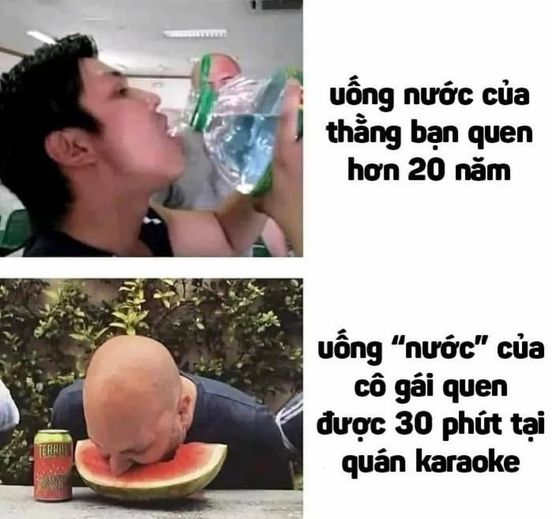 uống nước của
thằng bạn quen
hơn 20 năm
uống “nước” của
cô gái quen
được 30 phút tại
quán karaoke